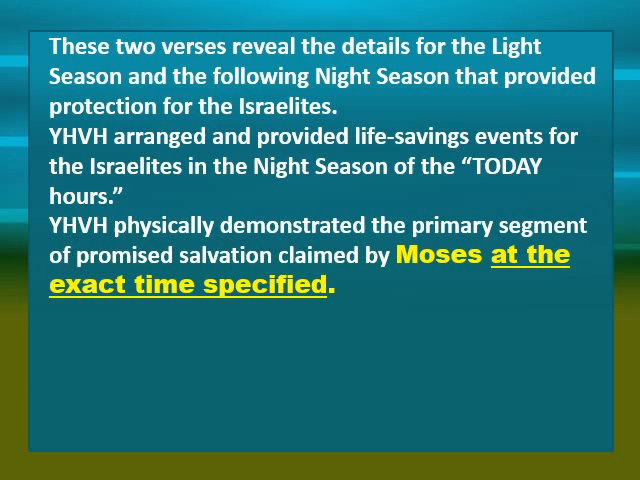 These two verses reveal the details for the Light
Season and the following Night Season that provided
protection for the Israelites.
YHVH arranged and provided life-savings events for
the Israelites in the Night Season of the “TODAY
hours.”
YHVH physically demonstrated the primary segment
of promised salvation claimed by Moses at the
exact time specified.